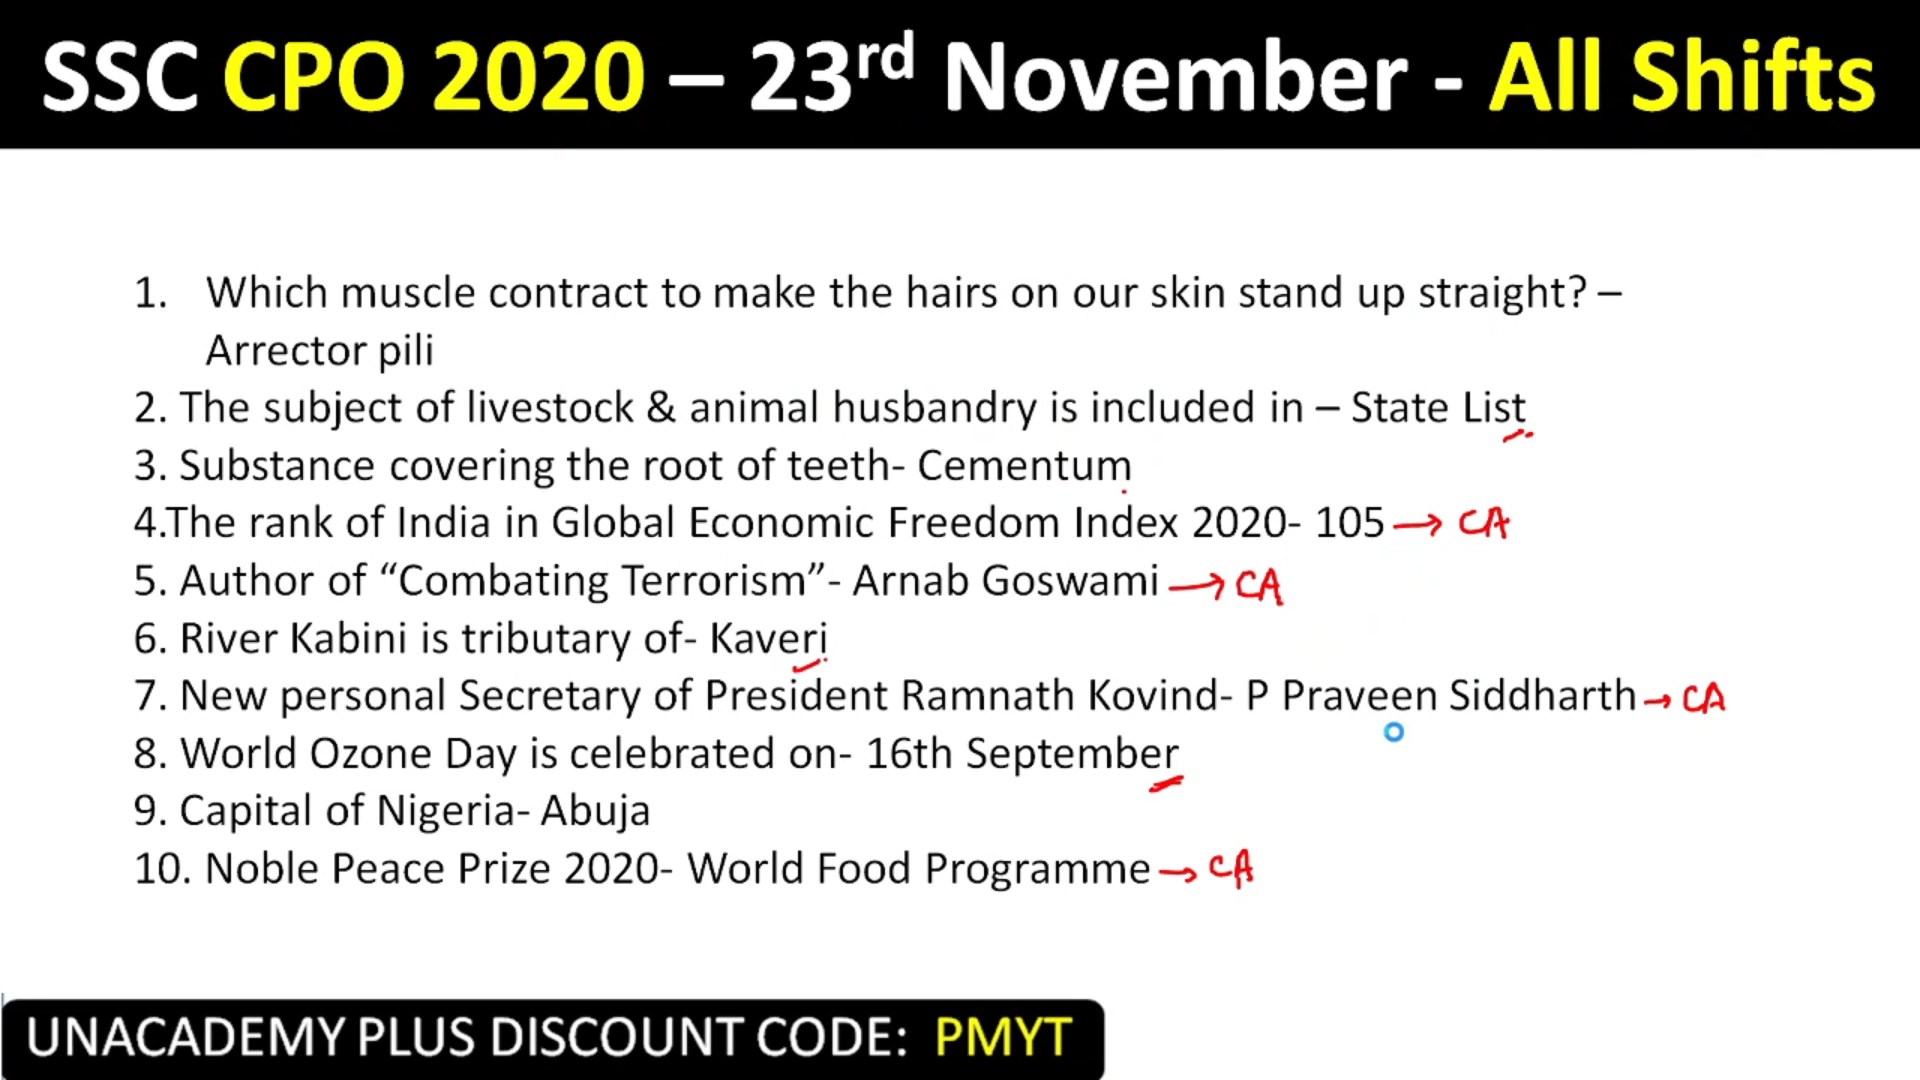 SSC CPO 2020 – 23rd November - All Shifts
1. Which muscle contract to make the hairs on our skin stand up straight? –
Arrector pili
2. The subject of livestock & animal husbandry is included in – State List
3. Substance covering the root of teeth- Cementum
4.The rank of India in Global Economic Freedom Index 2020- 105 → CA
5. Author of “Combating Terrorism”- Arnab Goswami → CA
6. River Kabini is tributary of- Kaveri
7. New personal Secretary of President Ramnath Kovind- P Praveen Siddharth → CA
8. World Ozone Day is celebrated on- 16th September
9. Capital of Nigeria- Abuja
10. Noble Peace Prize 2020- World Food Programme → CA
UNACADEMY PLUS DISCOUNT CODE: PMYT